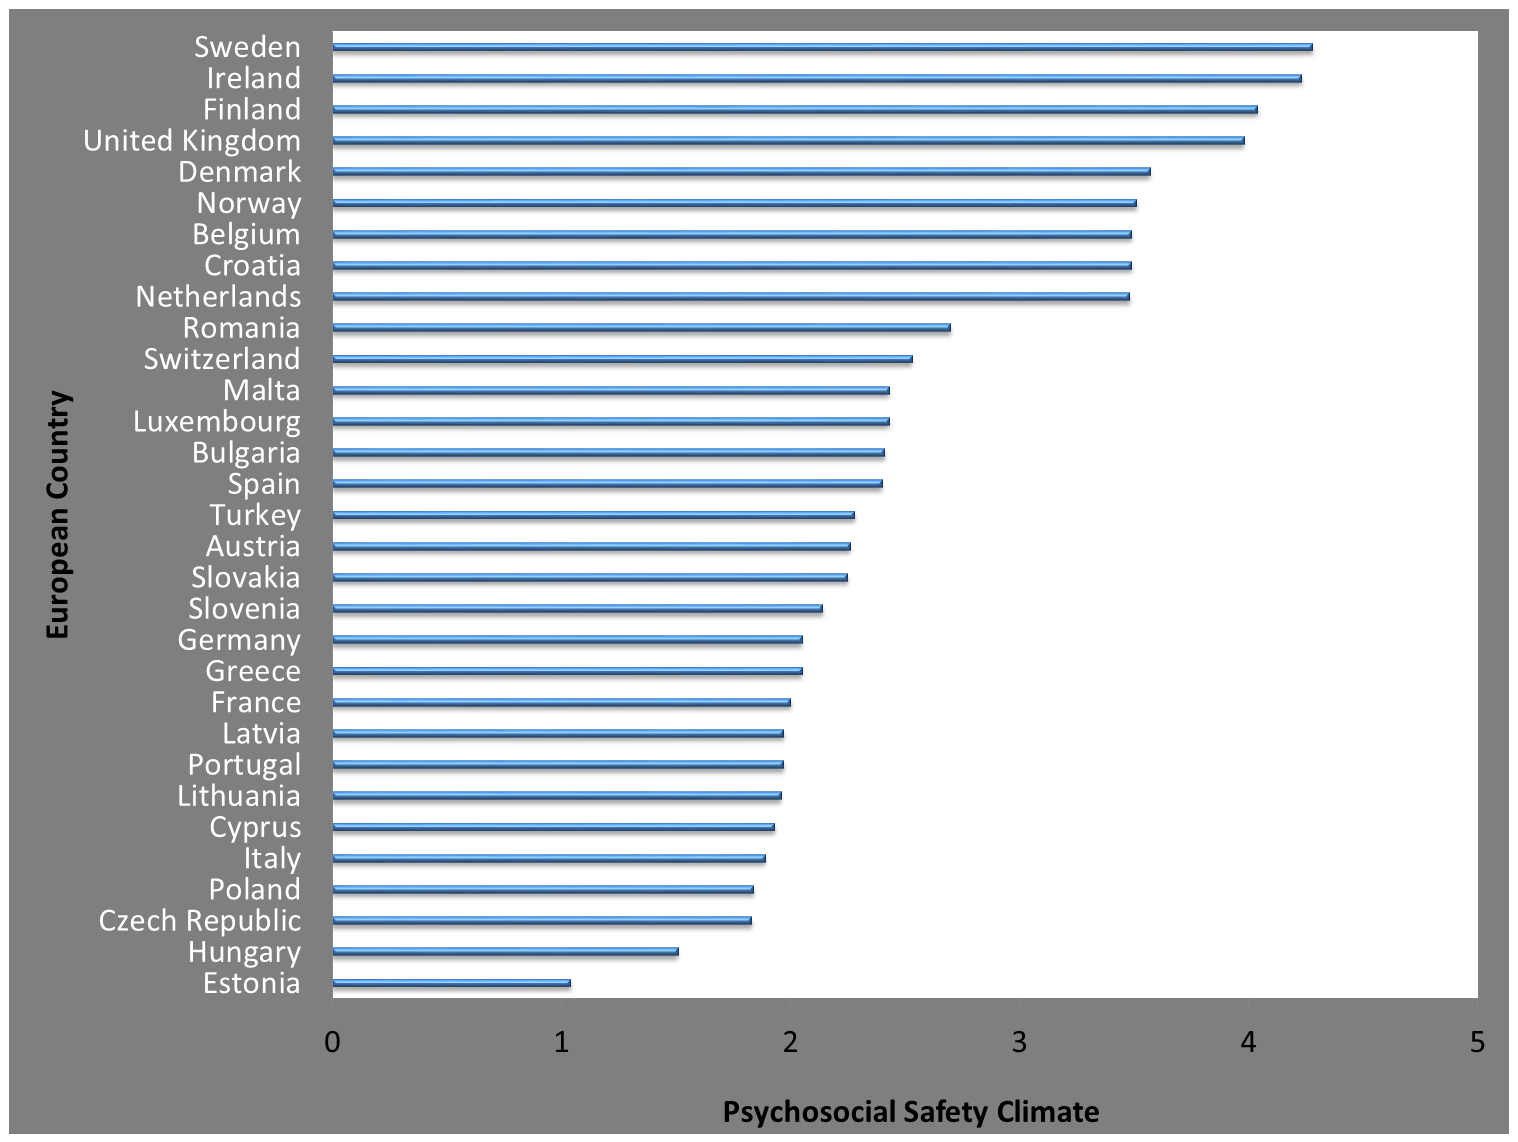 Sweden
Ireland
Finland
United Kingdom
Denmark
Norway
Belgium
Croatia
Netherlands
Romania
Switzerland
Malta
Luxembourg
Bulgaria
Spain
Turkey
Austria
Slovakia
Slovenia
Germany
Greece
France
Latvia
Portugal
Lithuania
Cyprus
Italy
Poland
Czech Republic
Hungary
Estonia
European Country
0 1 2 3 4 5
Psychosocial Safety Climate